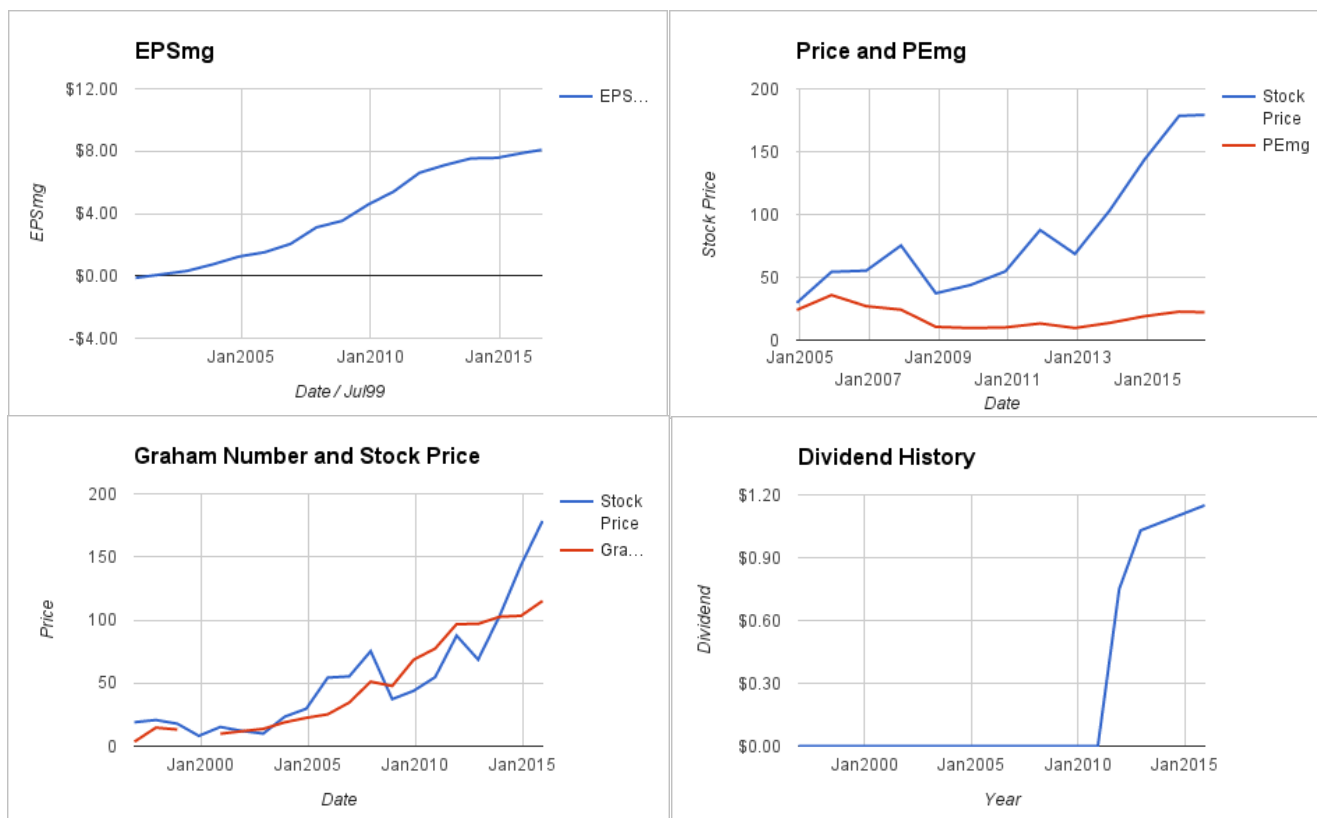 EPSmg
$12.00
$8.00
$4.00
$0.00
-$4.00
EPSmg
Jan2005 Jan2010 Jan2015
Date / Jul99
EPS...
Price and PEmg
200
150
100
50
0
Stock Price
Jan2005 Jan2009 Jan2013
Jan2007 Jan2011 Jan2015
Date
Stock
Price
PEmg
Graham Number and Stock Price
200
150
100
50
0
Price
Jan2000 Jan2005 Jan2010 Jan2015
Date
Stock
Price
Gra...
Dividend History
$1.20
$0.90
$0.60
$0.30
$0.00
Dividend
Jan2000 Jan2005 Jan2010 Jan2015
Year